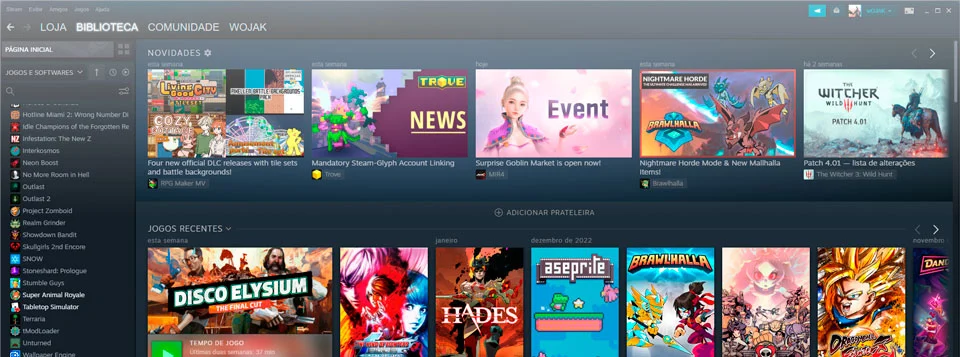 Steam Exibir Amigos Jogos Ajuda
LOJA BIBLIOTECA COMUNIDADE WOJAK
PÁGINA INICIAL
JOGOS E SOFTWARES
Hotline Miami 2: Wrong Number Di
Idle Champions of the Forgotten Re
Infestation: The New Z
Interkosmos
Neon Boost
No More Room in Hell
Outlast
Outlast 2
Project Zomboid
Realm Grinder
Showdown Bandit
Skullgirls 2nd Encore
SNOW
Stoneshard: Prologue
Stumble Guys
Super Animal Royale
Tabletop Simulator
Terraria
tModLoader
Unturned
Wallpaper Engine
NOVIDADES
esta semana
Four new official DLC releases with tile sets
and battle backgrounds!
RPG Maker MV
esta semana
TROVE
NEWS
Mandatory Steam-Glyph Account Linking
Trove
hoje
Event
Surprise Goblin Market is open now!
MIR4
esta semana
NIGHTMARE HORDE
BRAWLHALLA
Nightmare Horde Mode & New Mallhalla
Items!
Brawlhalla
há 2 semanas
THE
WITCHER
WILD HUNT
PATCH 4.01
Patch 4.01 — lista de alterações
The Witcher 3: Wild Hunt
ADICIONAR PRATELEIRA
JOGOS RECENTES
esta semana
DISCO ELYSIUM
THE FINAL CUT
TEMPO DE JOGO
Últimas duas semanas: 37 min
janeiro
HADES
dezembro de 2022
aseprite
BRAWLHALLA
DRAGONBALL
FIGHTERZ
novembro